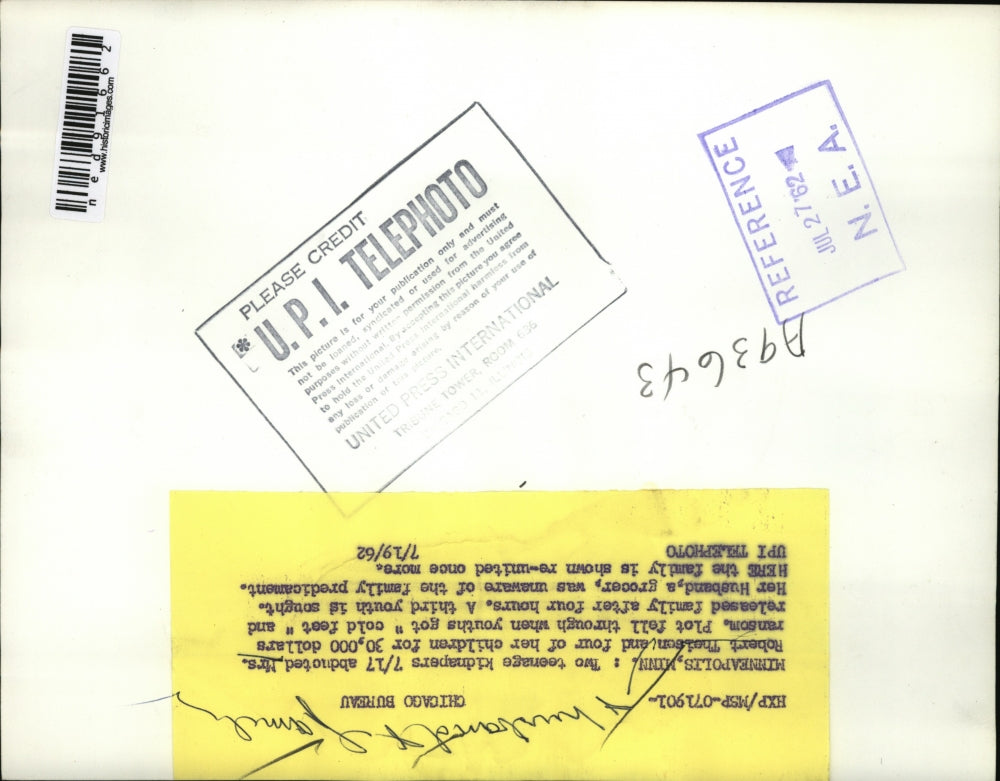 ned91662
www.historicimages.com
PLEASE CREDIT
U. P. I. TELEPHOTO
This picture is for your publication only and must
not be loaned, syndicated or used for advertising
purposes without written permission from the United
Press International. By accepting this picture you agree
to hold the United Press International harmless from
any loss or damage arising by reason of your use of
publication of this picture.
UNITED PRESS INTERNATIONAL
TRIBUNE TOWER, ROOM 636
CHICAGO 11, ILLINOIS
REFERENCE
JUL 27 '62
N. E. A.
A93643
+ husband & family
HXP/MSP-071901- CHICAGO BUREAU
MINNEAPOLIS, MINN. : Two teenage kidnapers 7/17 abducted, Mrs.
Robert Theisen, and four of her children for 30,000 dollars
ransom. Plot fell through when youths got " cold feet " and
released family after four hours. A third youth is sought.
Her Husband, a grocer, was unaware of the family predicament.
HERE the family is shown re-united once more.
UPI TELEPHOTO 7/19/62